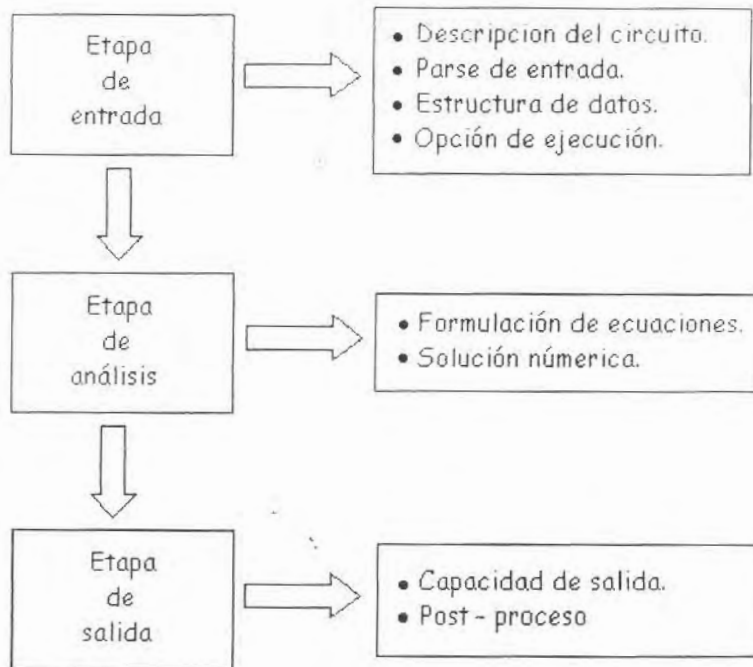 Etapa
de
entrada
• Descripcion del circuito.
• Parse de entrada.
• Estructura de datos.
• Opción de ejecución.
Etapa
de
análisis
• Formulación de ecuaciones.
• Solución númerica.
Etapa
de
salida
• Capacidad de salida.
• Post - proceso